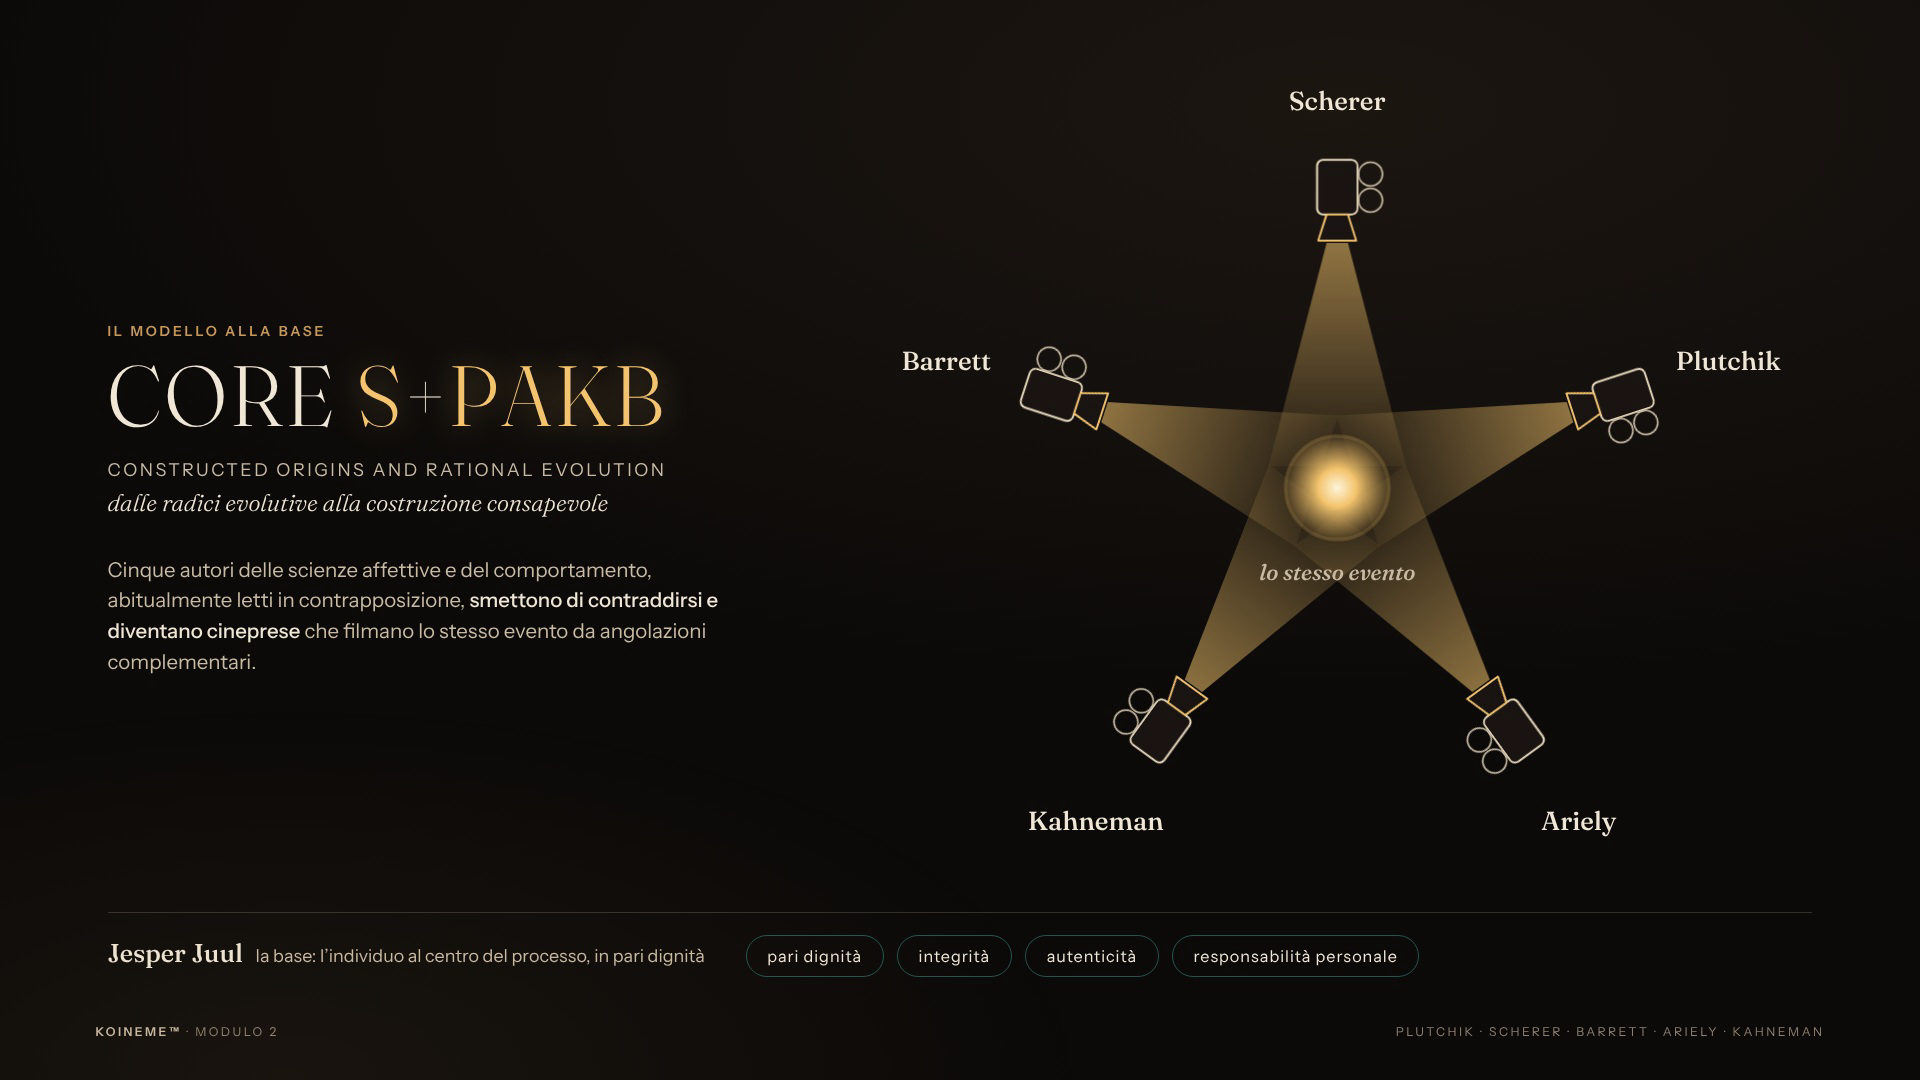 IL MODELLO ALLA BASE
CORE S+PAKB
CONSTRUCTED ORIGINS AND RATIONAL EVOLUTION
dalle radici evolutive alla costruzione consapevole
Cinque autori delle scienze affettive e del comportamento,
abitualmente letti in contrapposizione, smettono di contraddirsi e
diventano cineprese che filmano lo stesso evento da angolazioni
complementari.
Scherer
Barrett
Plutchik
lo stesso evento
Kahneman
Ariely
Jesper Juul la base: l’individuo al centro del processo, in pari dignità
pari dignità
integrità
autenticità
responsabilità personale
KOINEME™ · MODULO 2
PLUTCHIK · SCHERER · BARRETT · ARIELY · KAHNEMAN